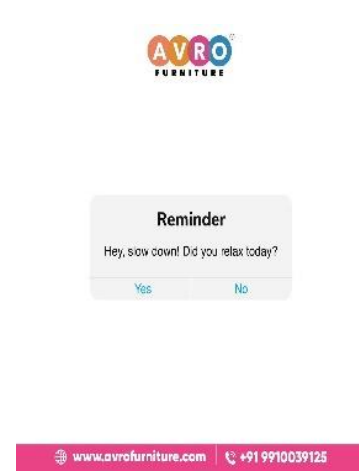 AVRO
FURNITURE
Reminder
Hey, slow down! Did you relax today?
Yes No
www.avrofurniture.com +91 9910039125